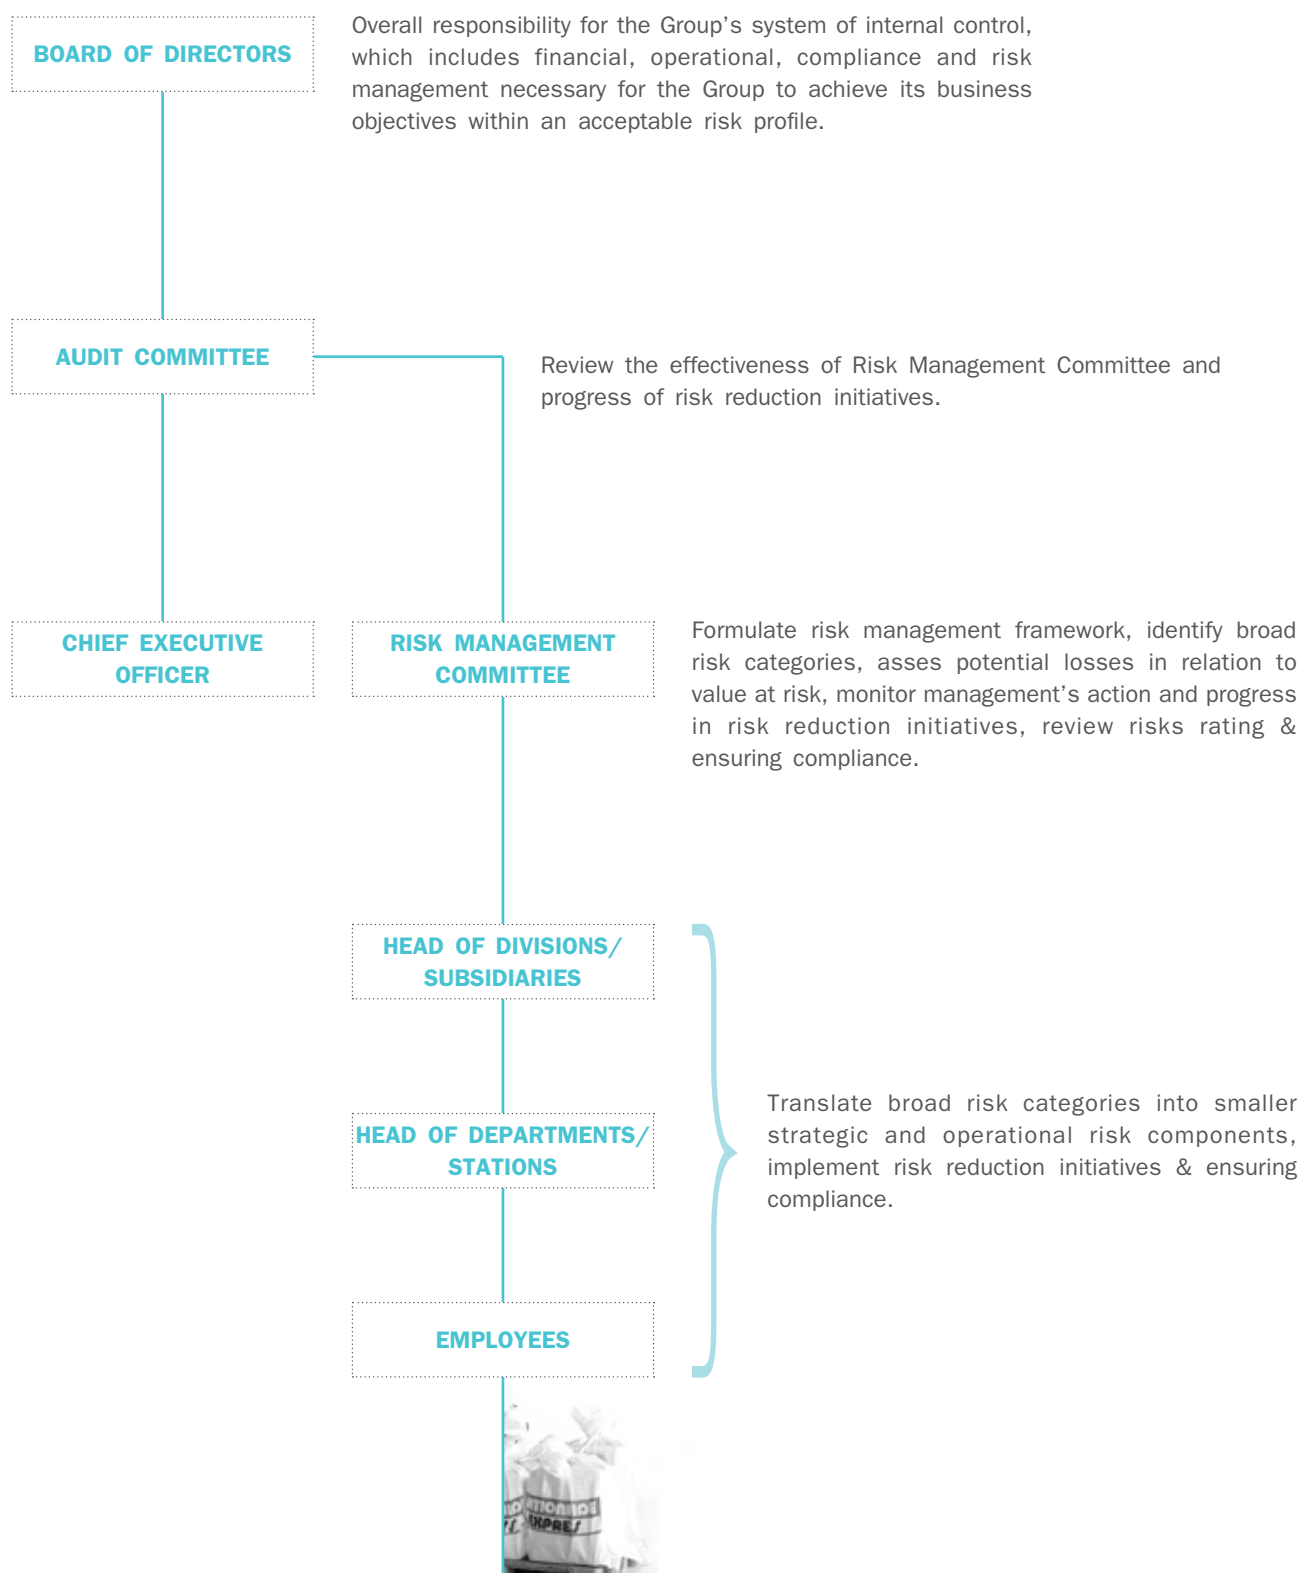 BOARD OF DIRECTORS
Overall responsibility for the Group's system of internal control,
which includes financial, operational, compliance and risk
management necessary for the Group to achieve its business
objectives within an acceptable risk profile.
AUDIT COMMITTEE
Review the effectiveness of Risk Management Committee and
progress of risk reduction initiatives.
CHIEF EXECUTIVE
OFFICER
RISK MANAGEMENT
COMMITTEE
Formulate risk management framework, identify broad
risk categories, asses potential losses in relation to
value at risk, monitor management's action and progress
in risk reduction initiatives, review risks rating &
ensuring compliance.
HEAD OF DIVISIONS/
SUBSIDIARIES
HEAD OF DEPARTMENTS/
STATIONS
Translate broad risk categories into smaller
strategic and operational risk components,
implement risk reduction initiatives & ensuring
compliance.
EMPLOYEES